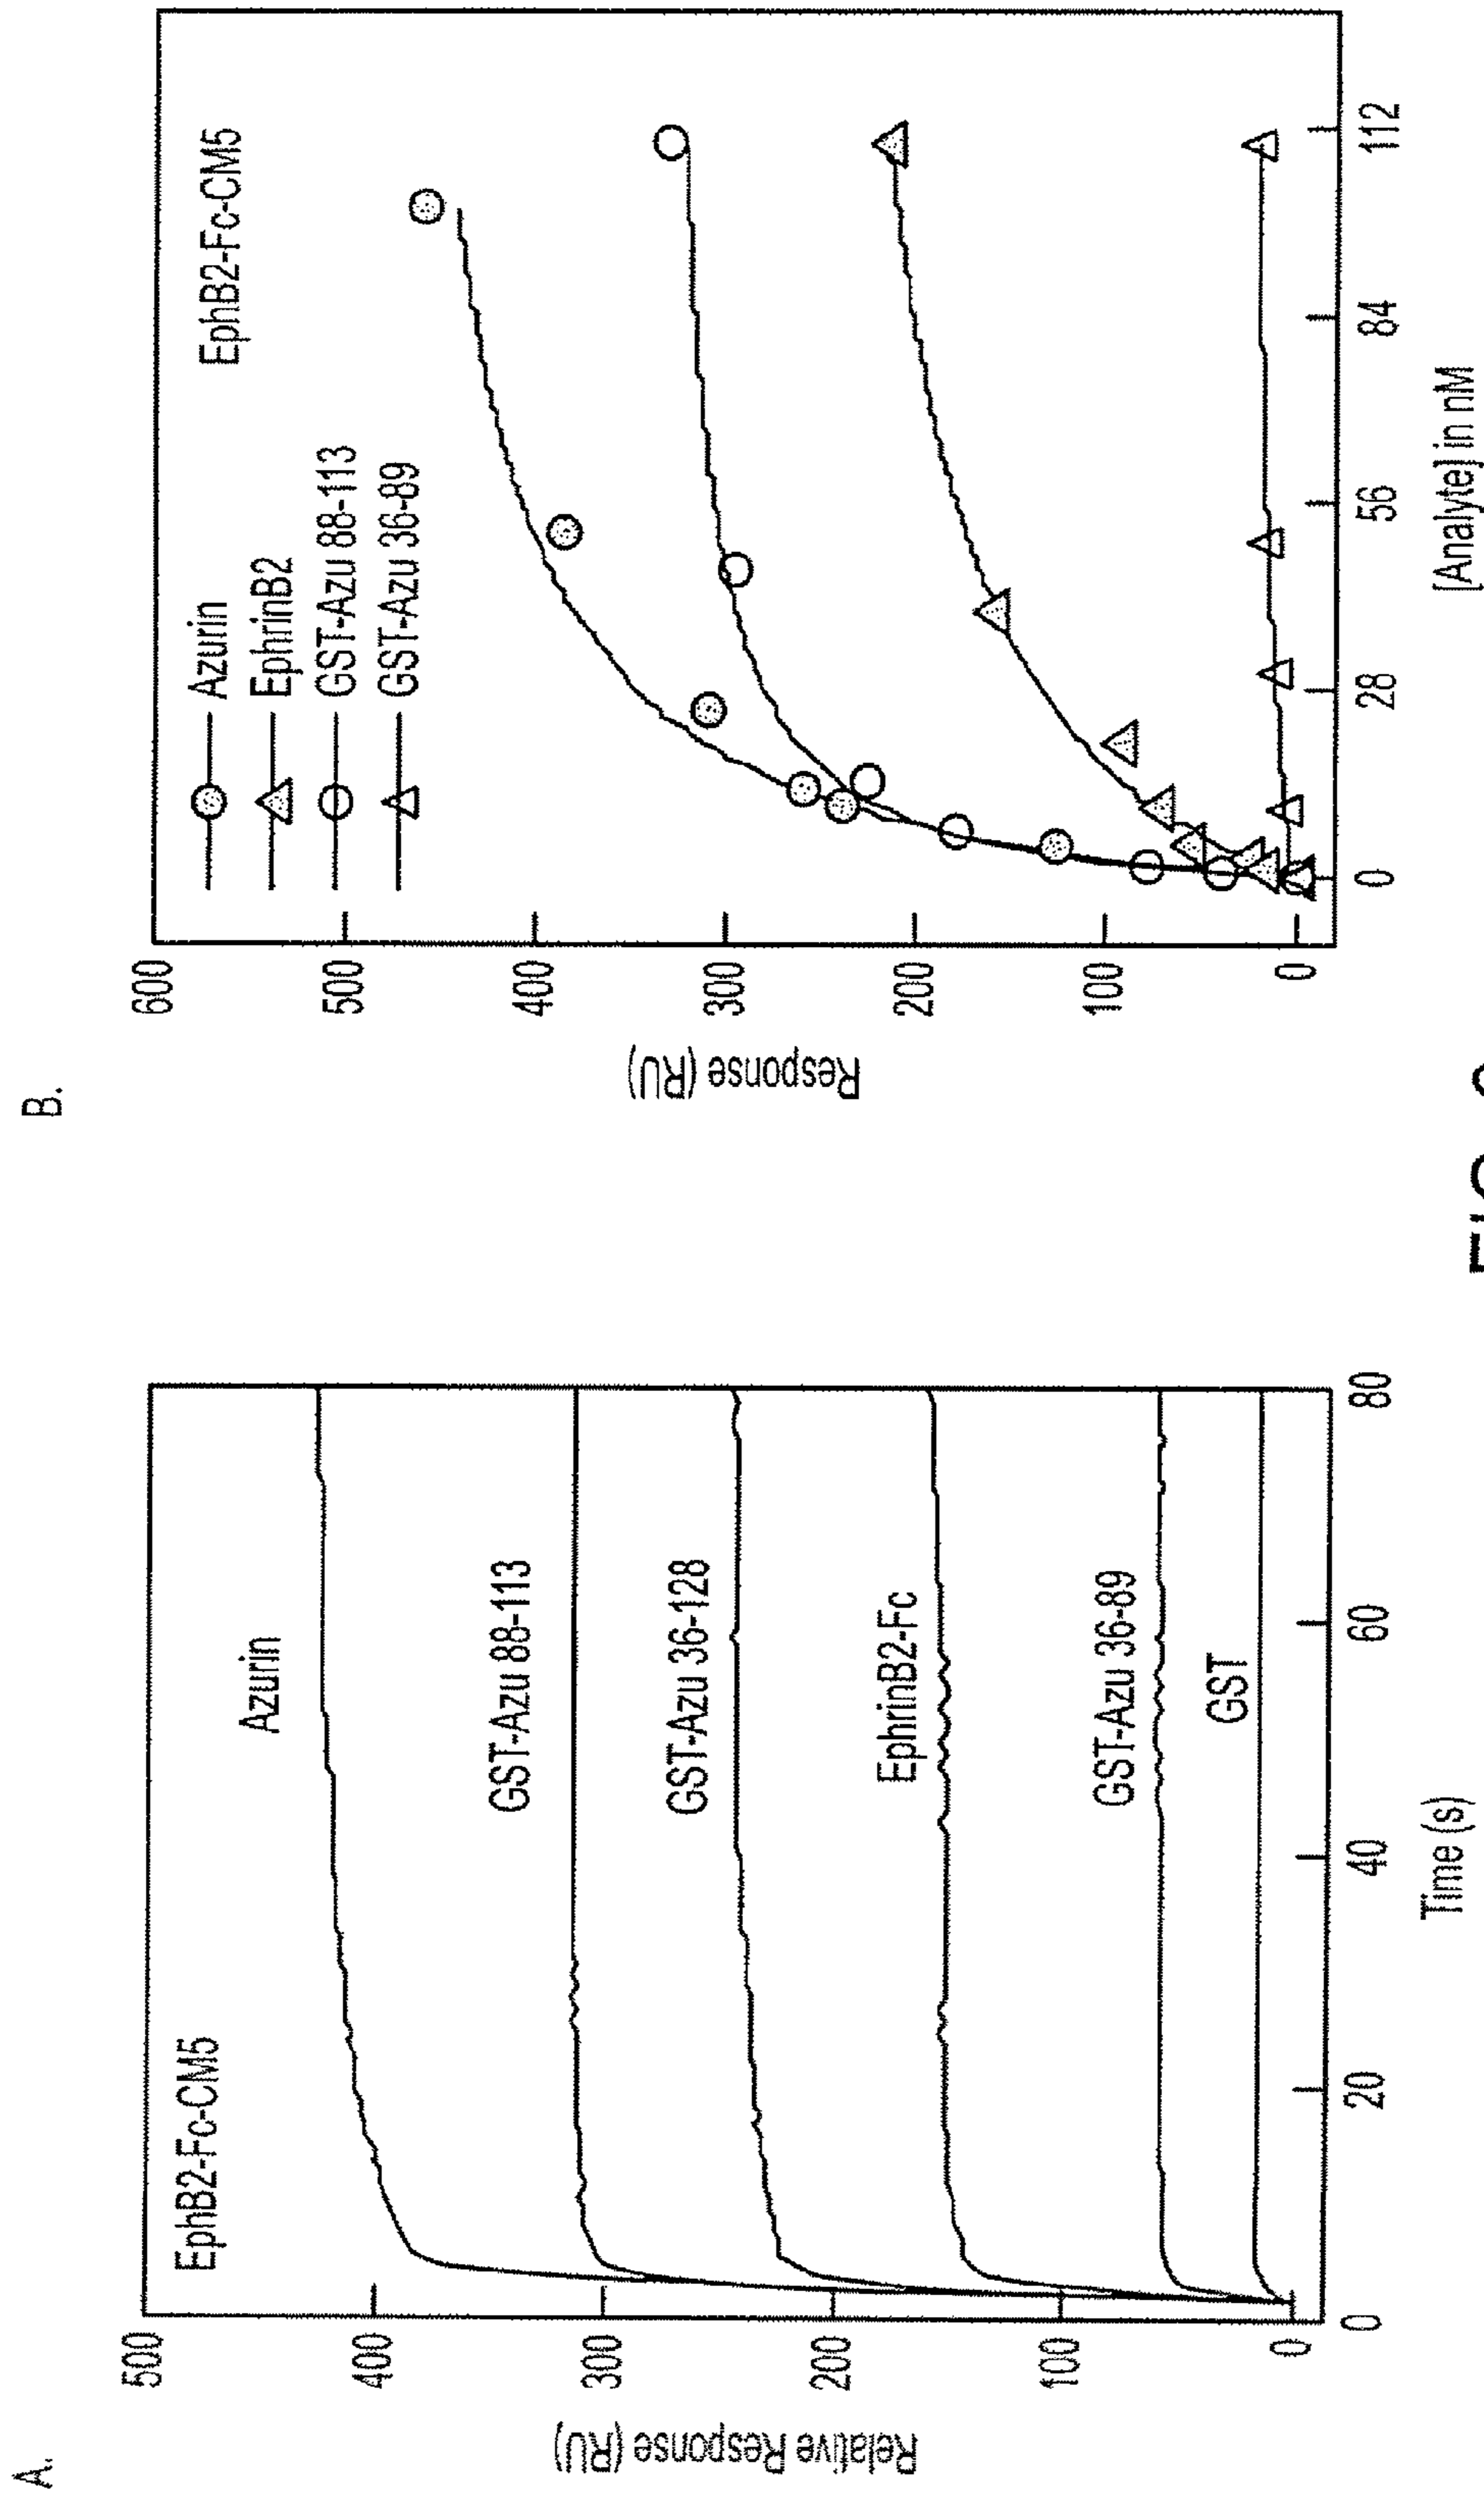 A.
EphB2-Fc-CM5
Relative Response (RU)
500
400
300
200
100
0
Azurin
GST-Azu 88-113
GST-Azu 36-128
EphrinB2-Fc
GST-Azu 36-89
GST
0
20
40
60
80
Time (s)
B.
EphB2-Fc-CM5
Azurin
EphrinB2
GST-Azu 88-113
GST-Azu 36-89
Response (RU)
600
500
400
300
200
100
0
0
28
56
84
112
[Analyte] in nM